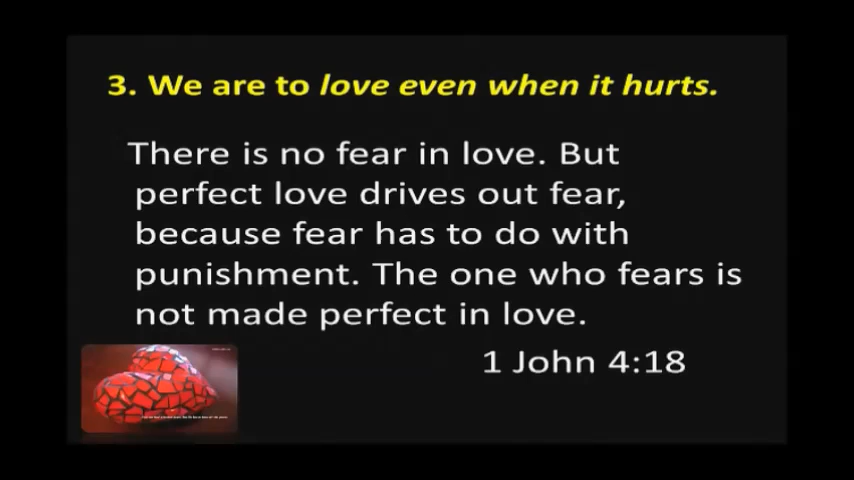 3. We are to love even when it hurts.
There is no fear in love. But
perfect love drives out fear,
because fear has to do with
punishment. The one who fears is
not made perfect in love.
1 John 4:18